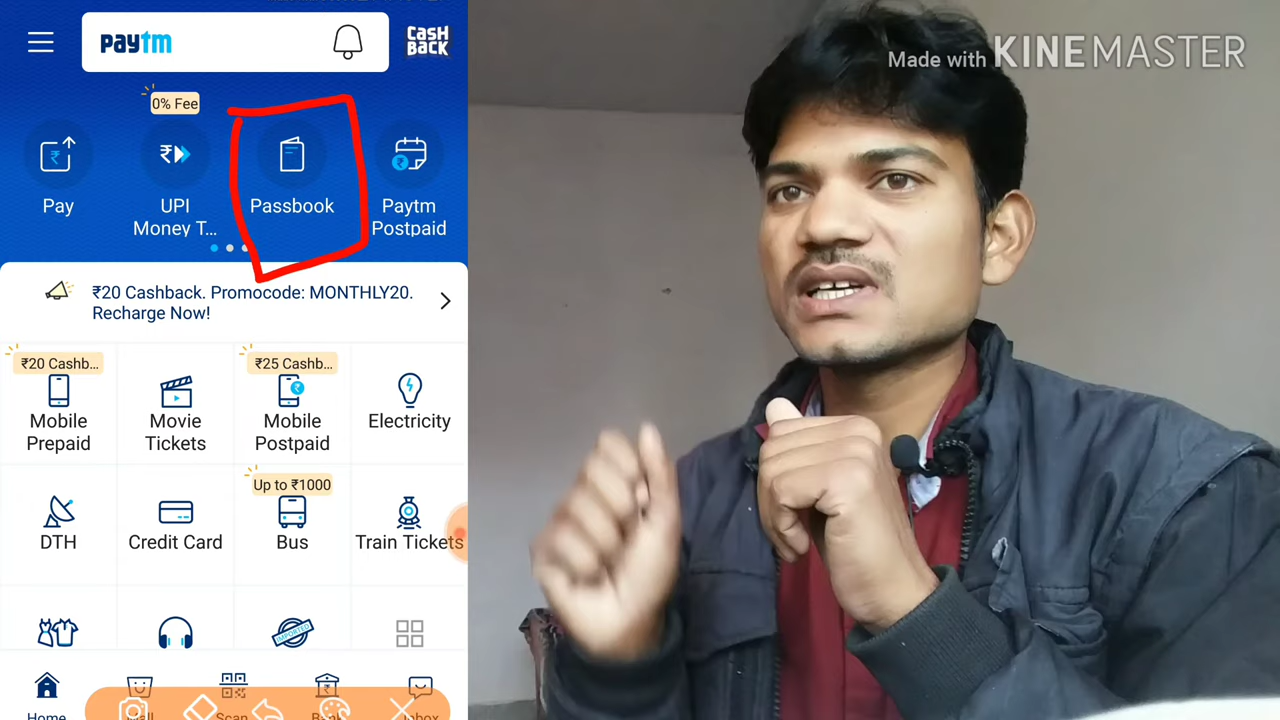 paytm
CASH
BACK
Made with KINEMASTER
0% Fee
Pay
UPI
Money T...
Passbook
Paytm
Postpaid
₹20 Cashback. Promocode: MONTHLY20.
Recharge Now!
₹20 Cashb...
₹25 Cashb...
Mobile
Prepaid
Movie
Tickets
Mobile
Postpaid
Electricity
Up to ₹1000
DTH
Credit Card
Bus
Train Tickets
IMPORTED
Home
Scan